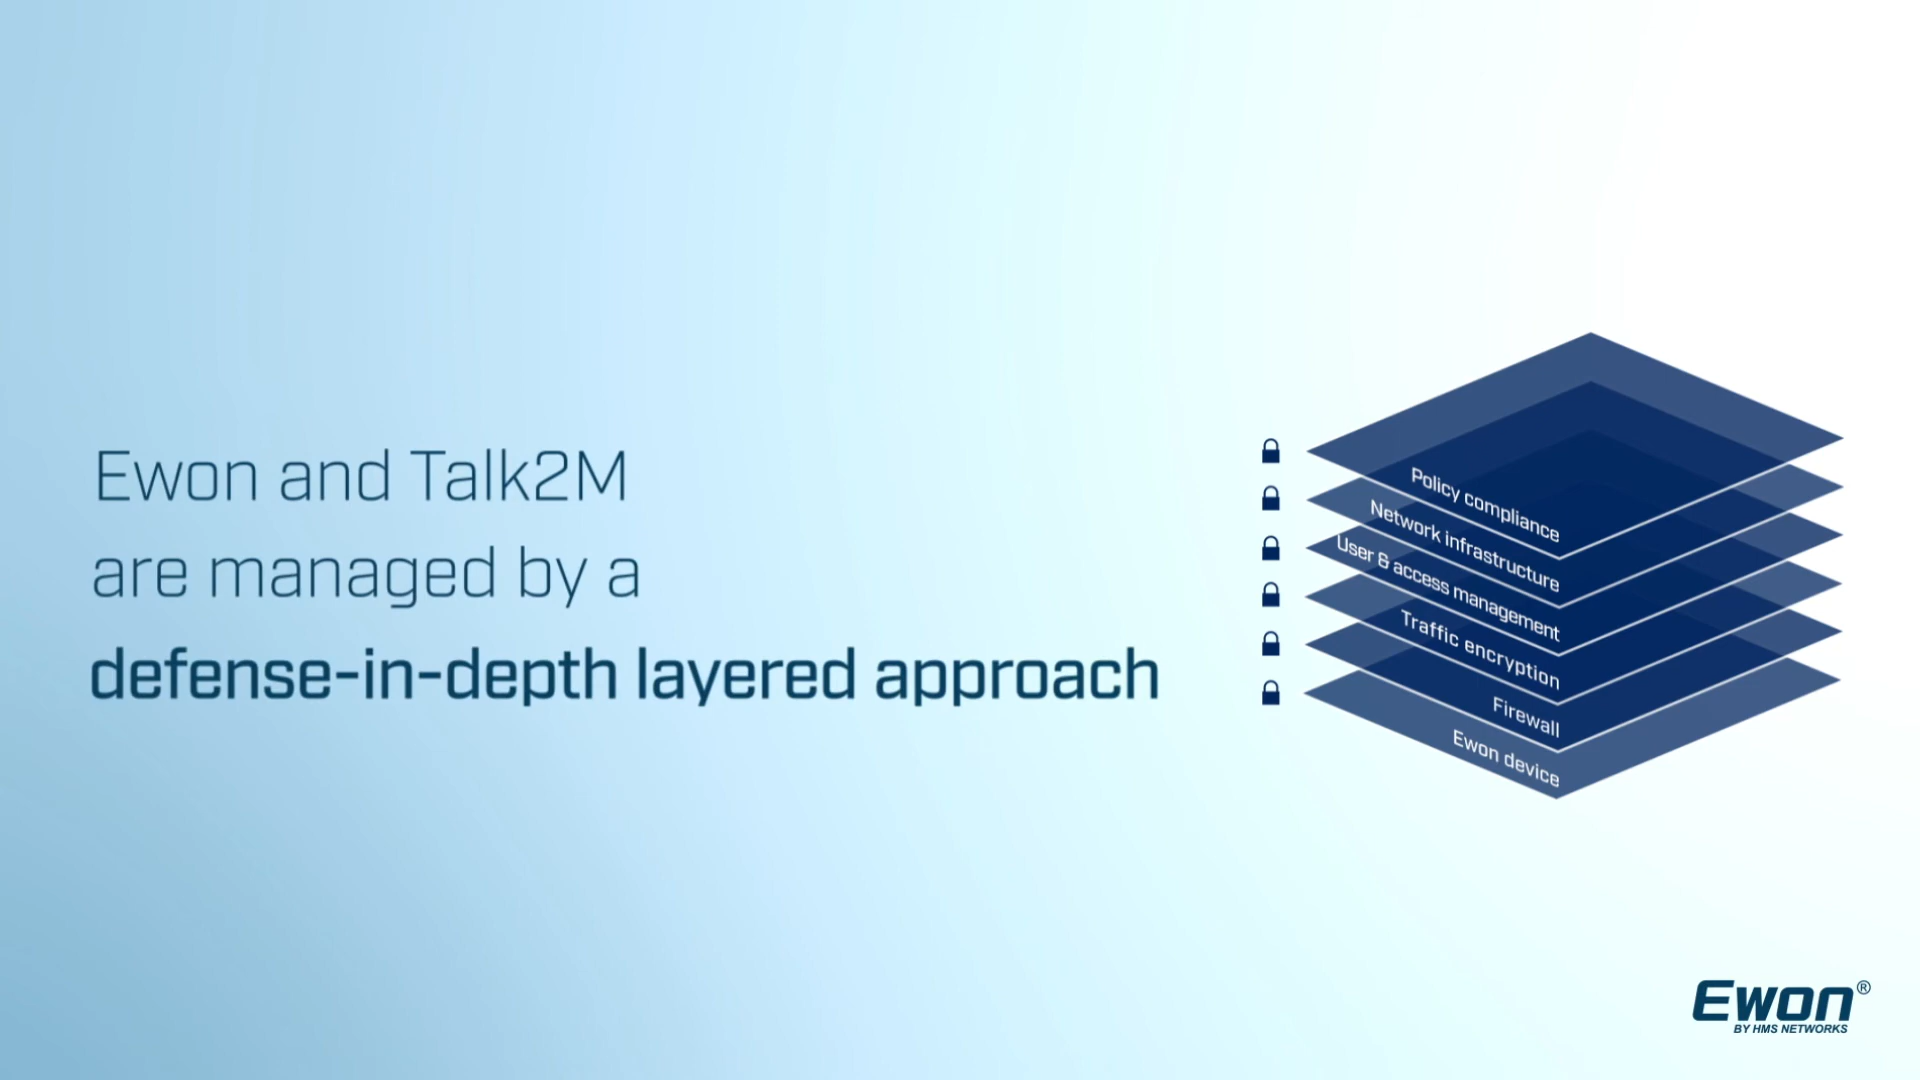 Ewon and Talk2M
are managed by a
defense-in-depth layered approach
Policy compliance
Network infrastructure
User & access management
Traffic encryption
Firewall
Ewon device
Ewon®
BY HMS NETWORKS